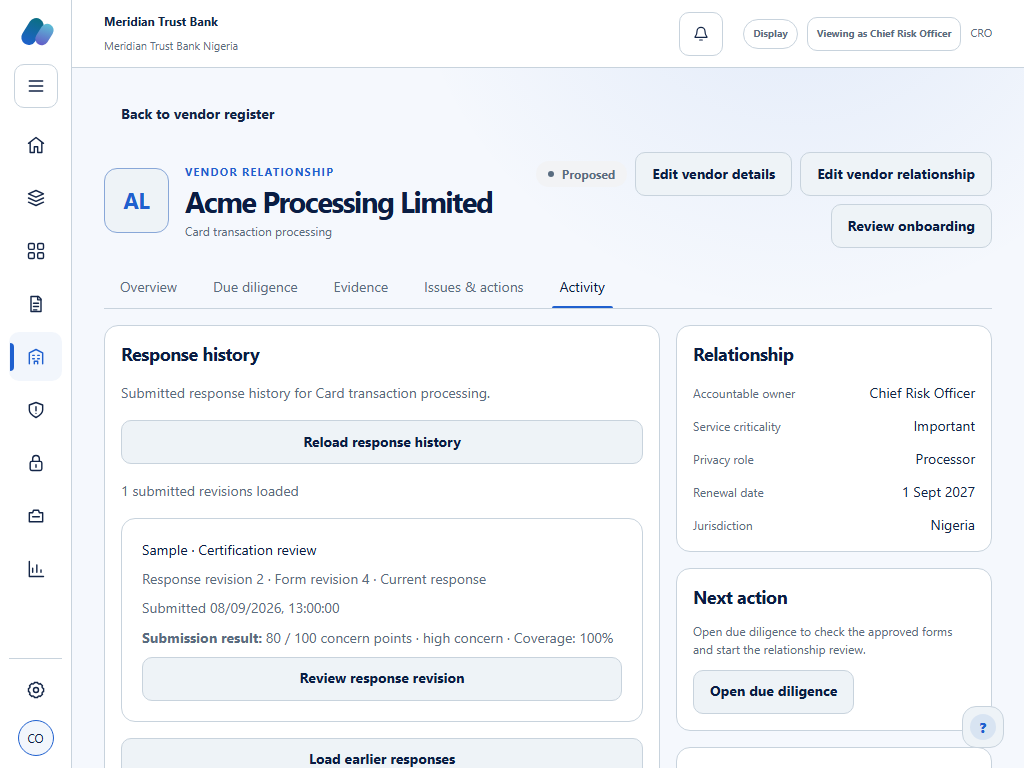 Meridian Trust Bank
Meridian Trust Bank Nigeria
Display
Viewing as Chief Risk Officer
CRO
Back to vendor register
AL
VENDOR RELATIONSHIP
Acme Processing Limited
Card transaction processing
Proposed
Edit vendor details
Edit vendor relationship
Review onboarding
Overview
Due diligence
Evidence
Issues & actions
Activity
Response history
Submitted response history for Card transaction processing.
Reload response history
1 submitted revisions loaded
Sample · Certification review
Response revision 2 · Form revision 4 · Current response
Submitted 08/09/2026, 13:00:00
Submission result: 80 / 100 concern points · high concern · Coverage: 100%
Review response revision
Load earlier responses
Relationship
Accountable owner Chief Risk Officer
Service criticality Important
Privacy role Processor
Renewal date 1 Sept 2027
Jurisdiction Nigeria
Next action
Open due diligence to check the approved forms
and start the relationship review.
Open due diligence
?
CO